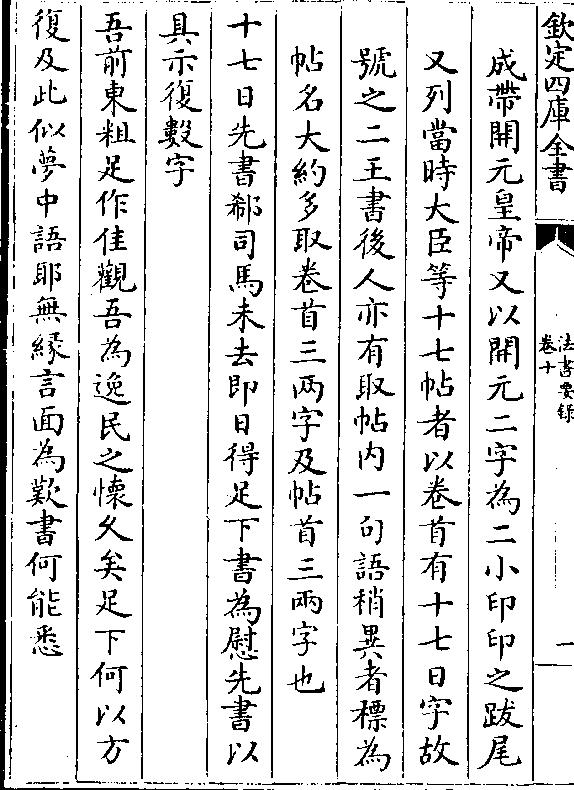 欽定四庫全書
法書要録
卷十
一
成帶開元皇帝又以開元二字為二小印印之跋尾
又列當時大臣等十七帖者以卷首有十七日字故
號之二王書後人亦有取帖内一句語稍異者標為
帖名大約多取卷首三兩字及帖首三兩字也
十七日先書郗司馬未去即日得足下書為慰先書以
具示復數字
吾前東粗足作佳觀吾為逸民之懷久矣足下何以方
復及此似夢中語耶無縁言面為歎書何能悉